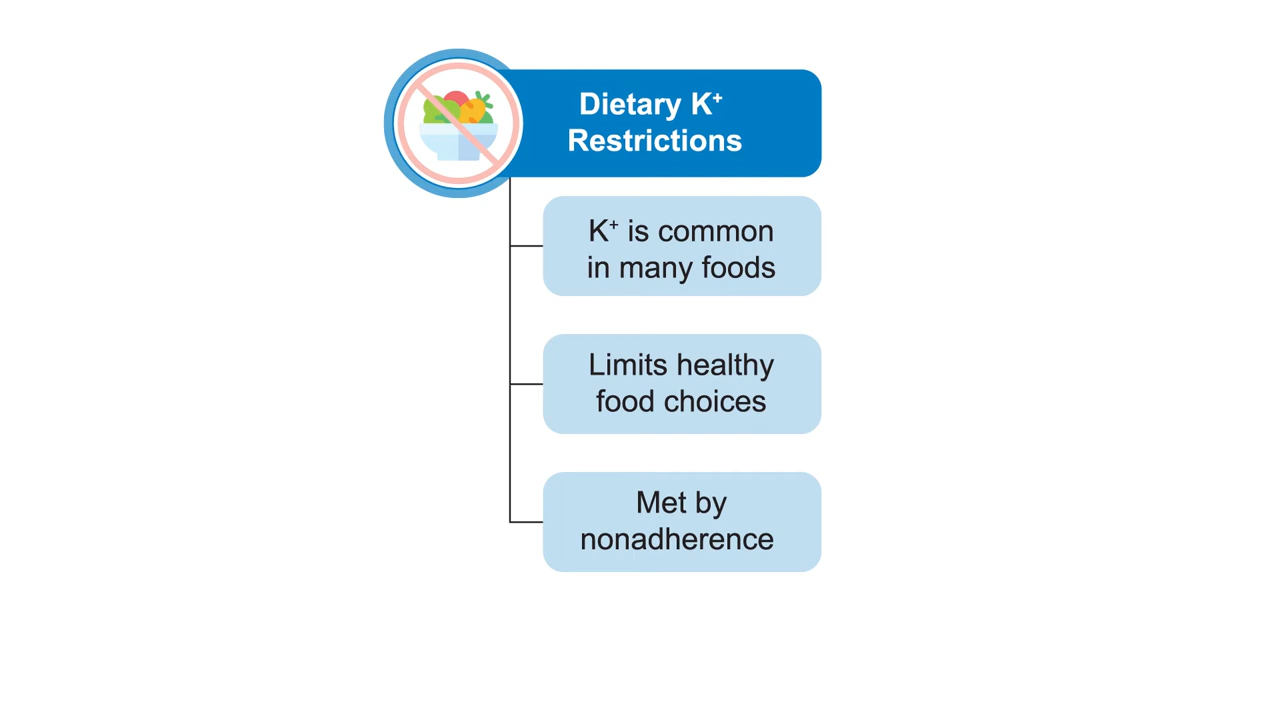 Dietary K⁺
Restrictions
K⁺ is common
in many foods
Limits healthy
food choices
Met by
nonadherence